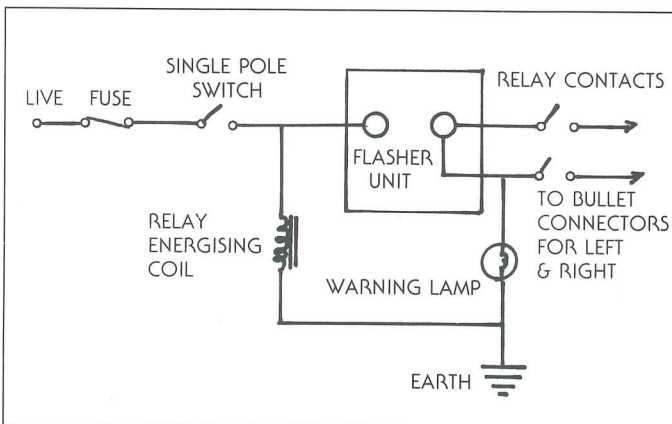 SINGLE POLE
SWITCH
LIVE
FUSE
RELAY CONTACTS
FLASHER
UNIT
RELAY
ENERGISING
COIL
TO BULLET
CONNECTORS
FOR LEFT
& RIGHT
WARNING LAMP
EARTH